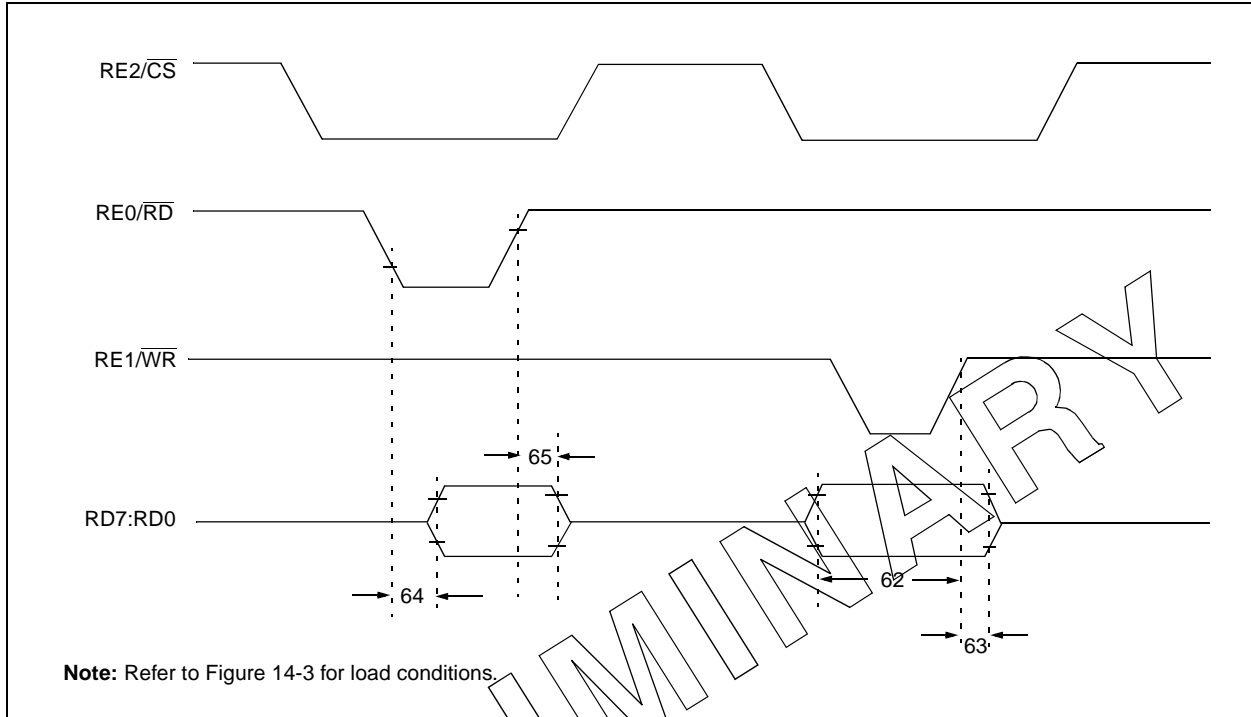 RE2/CS
RE0/RD
RE1/WR
65
RD7:RD0
62
64
63
Note: Refer to Figure 14-3 for load conditions.
IMINARY